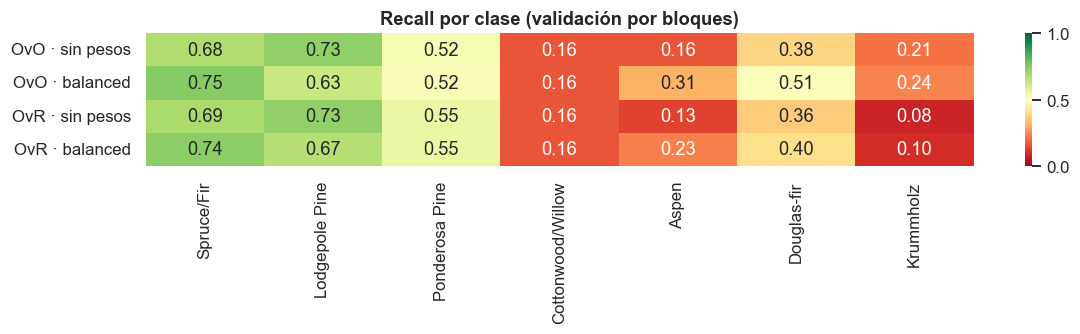 Recall por clase (validación por bloques)
OvO · sin pesos 0.68 0.73 0.52 0.16 0.16 0.38 0.21
OvO · balanced 0.75 0.63 0.52 0.16 0.31 0.51 0.24
OvR · sin pesos 0.69 0.73 0.55 0.16 0.13 0.36 0.08
OvR · balanced 0.74 0.67 0.55 0.16 0.23 0.40 0.10
Spruce/Fir
Lodgepole Pine
Ponderosa Pine
Cottonwood/Willow
Aspen
Douglas-fir
Krummholz
1.0
0.5
0.0